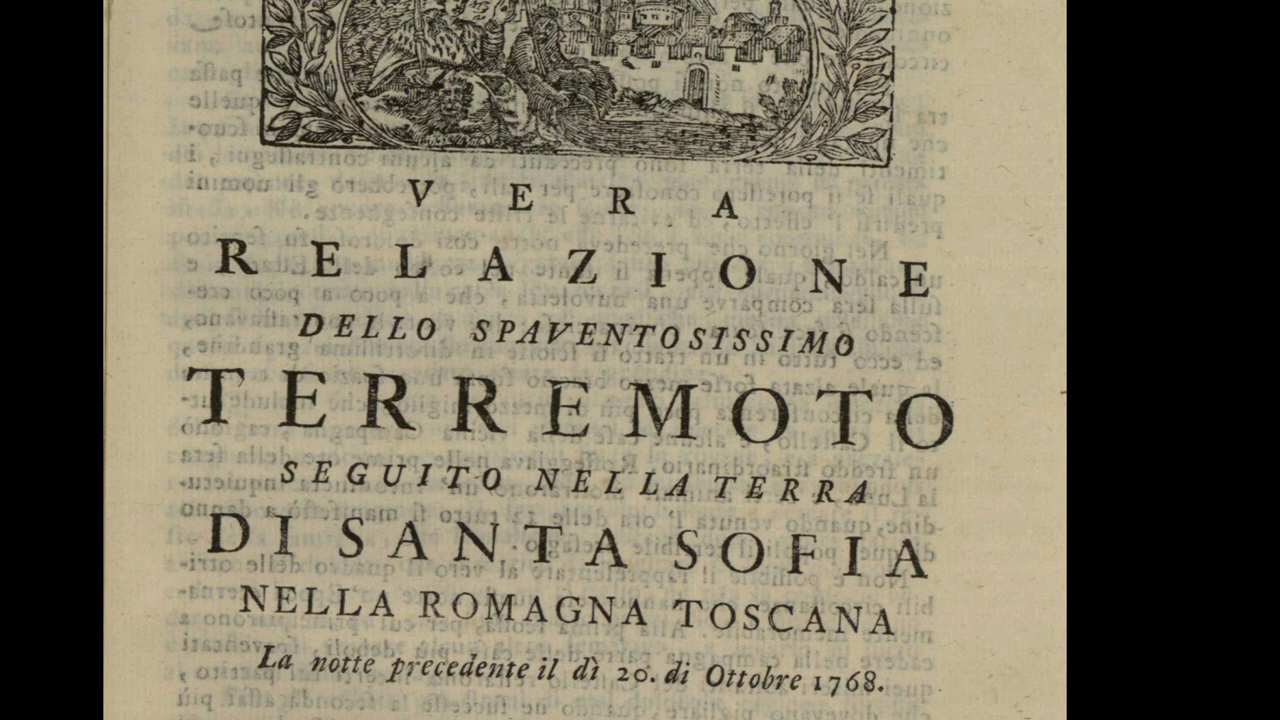 VERA
RELAZIONE
DELLO SPAVENTOSISSIMO
TERREMOTO
SEGUITO NELLA TERRA
DI SANTA SOFIA
NELLA ROMAGNA TOSCANA
La notte precedente il dì 20. di Ottobre 1768.